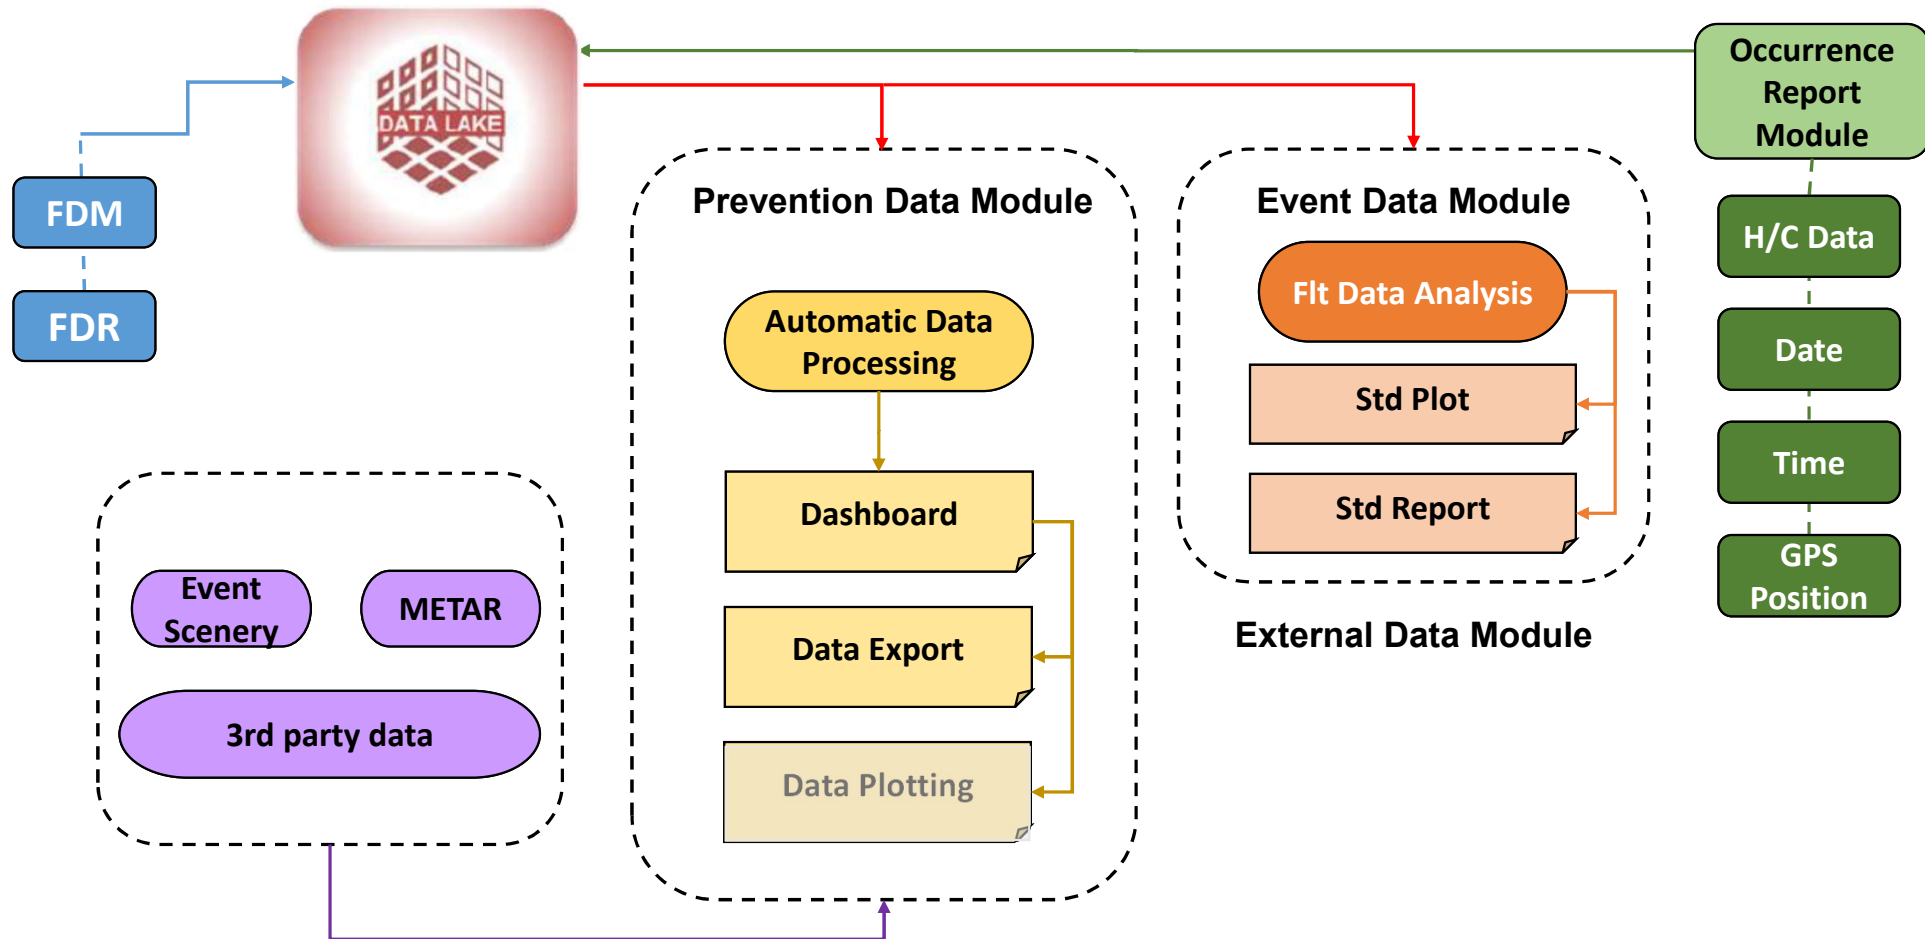 DATA LAKE
Occurrence
Report
Module
FDM
FDR
Prevention Data Module
Automatic Data
Processing
Dashboard
Data Export
Data Plotting
Event Data Module
Flt Data Analysis
Std Plot
Std Report
External Data Module
H/C Data
Date
Time
GPS
Position
Event
Scenery
METAR
3rd party data